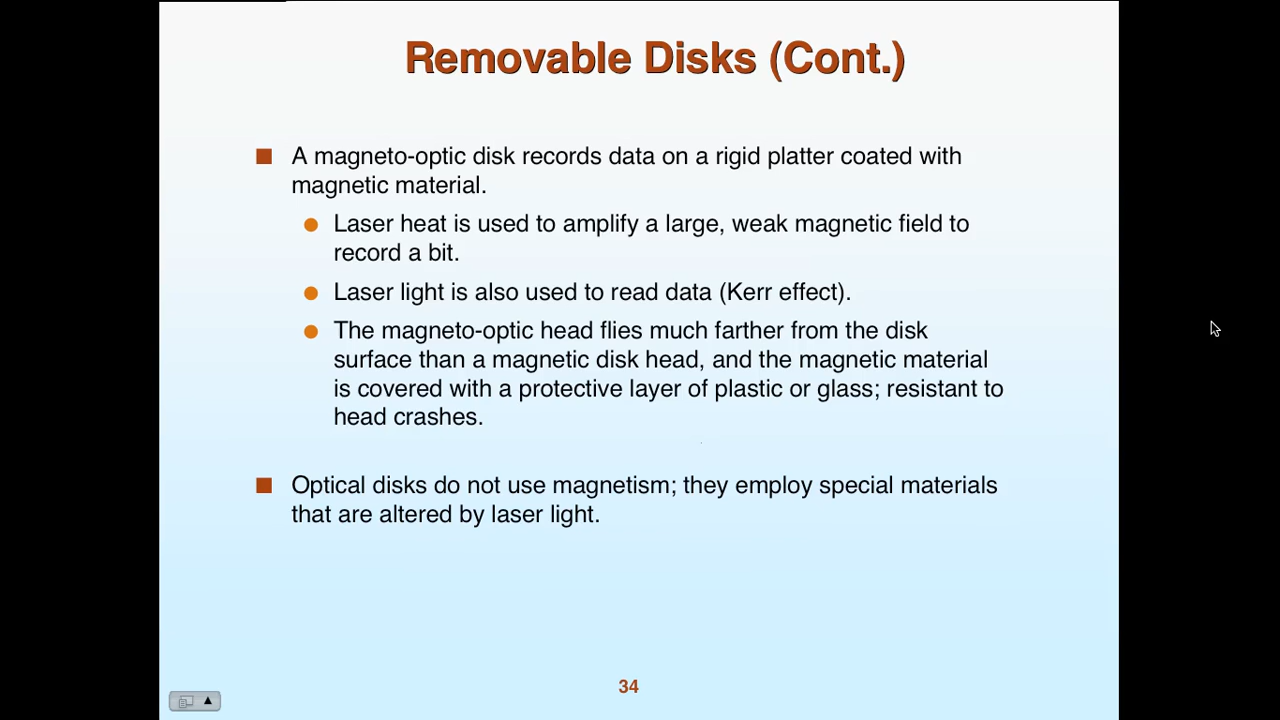 Removable Disks (Cont.)
A magneto-optic disk records data on a rigid platter coated with
magnetic material.
Laser heat is used to amplify a large, weak magnetic field to
record a bit.
Laser light is also used to read data (Kerr effect).
The magneto-optic head flies much farther from the disk
surface than a magnetic disk head, and the magnetic material
is covered with a protective layer of plastic or glass; resistant to
head crashes.
Optical disks do not use magnetism; they employ special materials
that are altered by laser light.
34